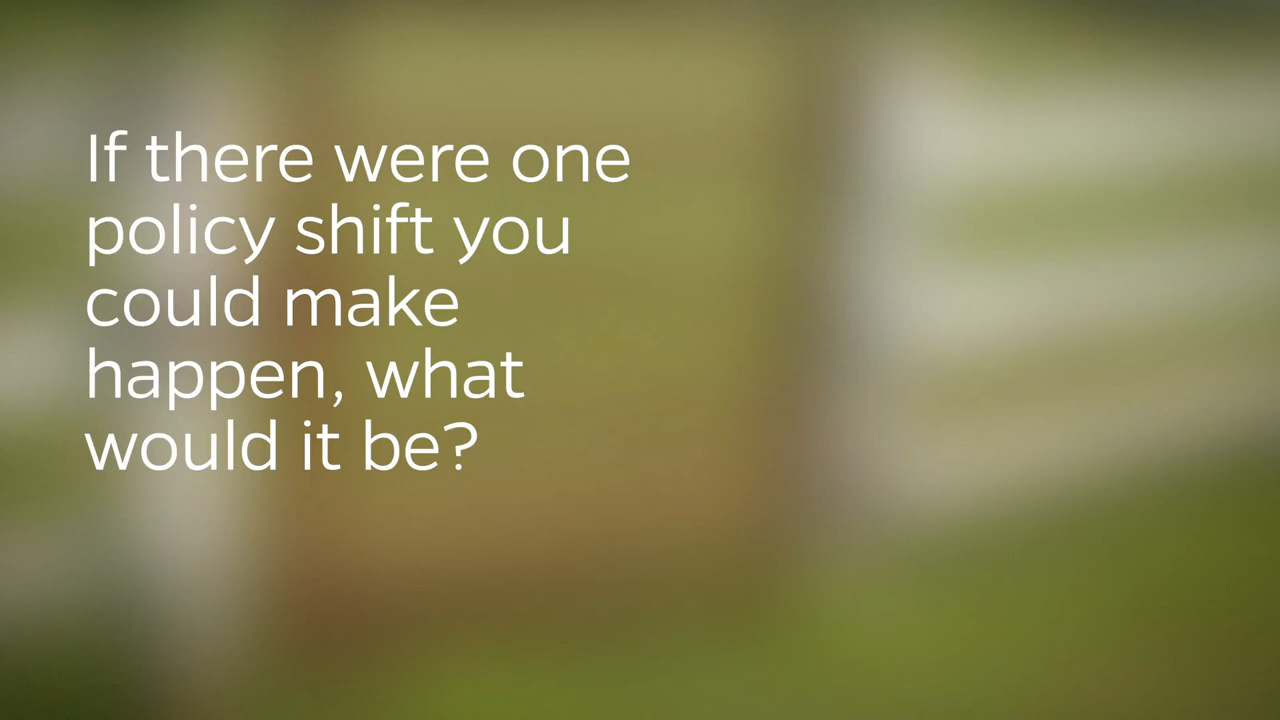 If there were one
policy shift you
could make
happen, what
would it be?